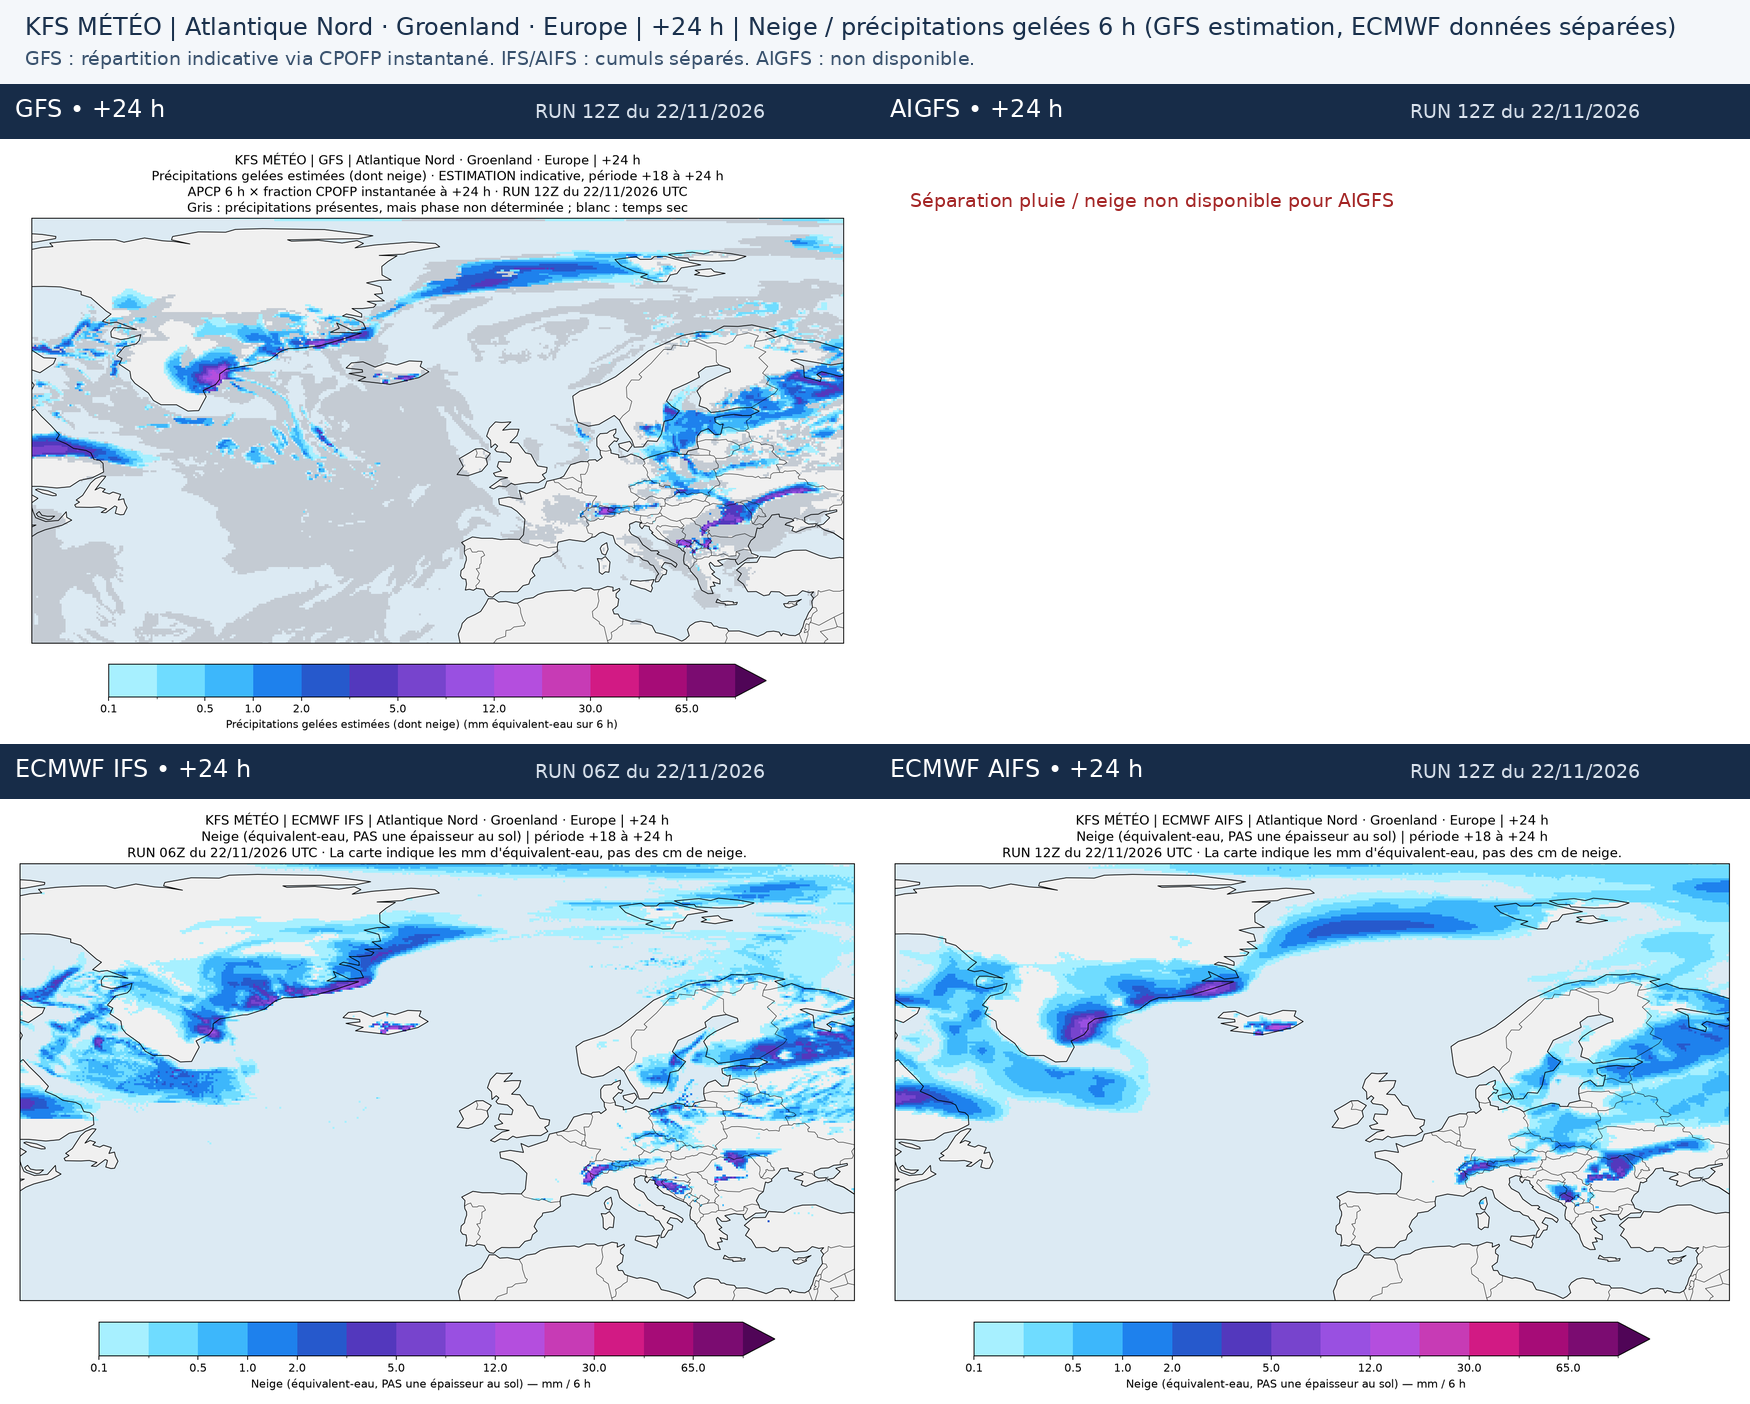 KFS MÉTÉO | Atlantique Nord · Groenland · Europe | +24 h | Neige / précipitations gelées 6 h (GFS estimation, ECMWF données séparées)
GFS : répartition indicative via CPOFP instantané. IFS/AIFS : cumuls séparés. AIGFS : non disponible.
GFS • +24 h
RUN 12Z du 22/11/2026
AIGFS • +24 h
RUN 12Z du 22/11/2026
KFS MÉTÉO | GFS | Atlantique Nord · Groenland · Europe | +24 h
Précipitations gelées estimées (dont neige) · ESTIMATION indicative, période +18 à +24 h
APCP 6 h × fraction CPOFP instantanée à +24 h · RUN 12Z du 22/11/2026 UTC
Gris : précipitations présentes, mais phase non déterminée ; blanc : temps sec
Séparation pluie / neige non disponible pour AIGFS
0.1 0.5 1.0 2.0 5.0 12.0 30.0 65.0
Précipitations gelées estimées (dont neige) (mm équivalent-eau sur 6 h)
ECMWF IFS • +24 h
RUN 06Z du 22/11/2026
ECMWF AIFS • +24 h
RUN 12Z du 22/11/2026
KFS MÉTÉO | ECMWF IFS | Atlantique Nord · Groenland · Europe | +24 h
Neige (équivalent-eau, PAS une épaisseur au sol) | période +18 à +24 h
RUN 06Z du 22/11/2026 UTC · La carte indique les mm d'équivalent-eau, pas des cm de neige.
KFS MÉTÉO | ECMWF AIFS | Atlantique Nord · Groenland · Europe | +24 h
Neige (équivalent-eau, PAS une épaisseur au sol) | période +18 à +24 h
RUN 12Z du 22/11/2026 UTC · La carte indique les mm d'équivalent-eau, pas des cm de neige.
0.1 0.5 1.0 2.0 5.0 12.0 30.0 65.0
Neige (équivalent-eau, PAS une épaisseur au sol) — mm / 6 h
0.1 0.5 1.0 2.0 5.0 12.0 30.0 65.0
Neige (équivalent-eau, PAS une épaisseur au sol) — mm / 6 h